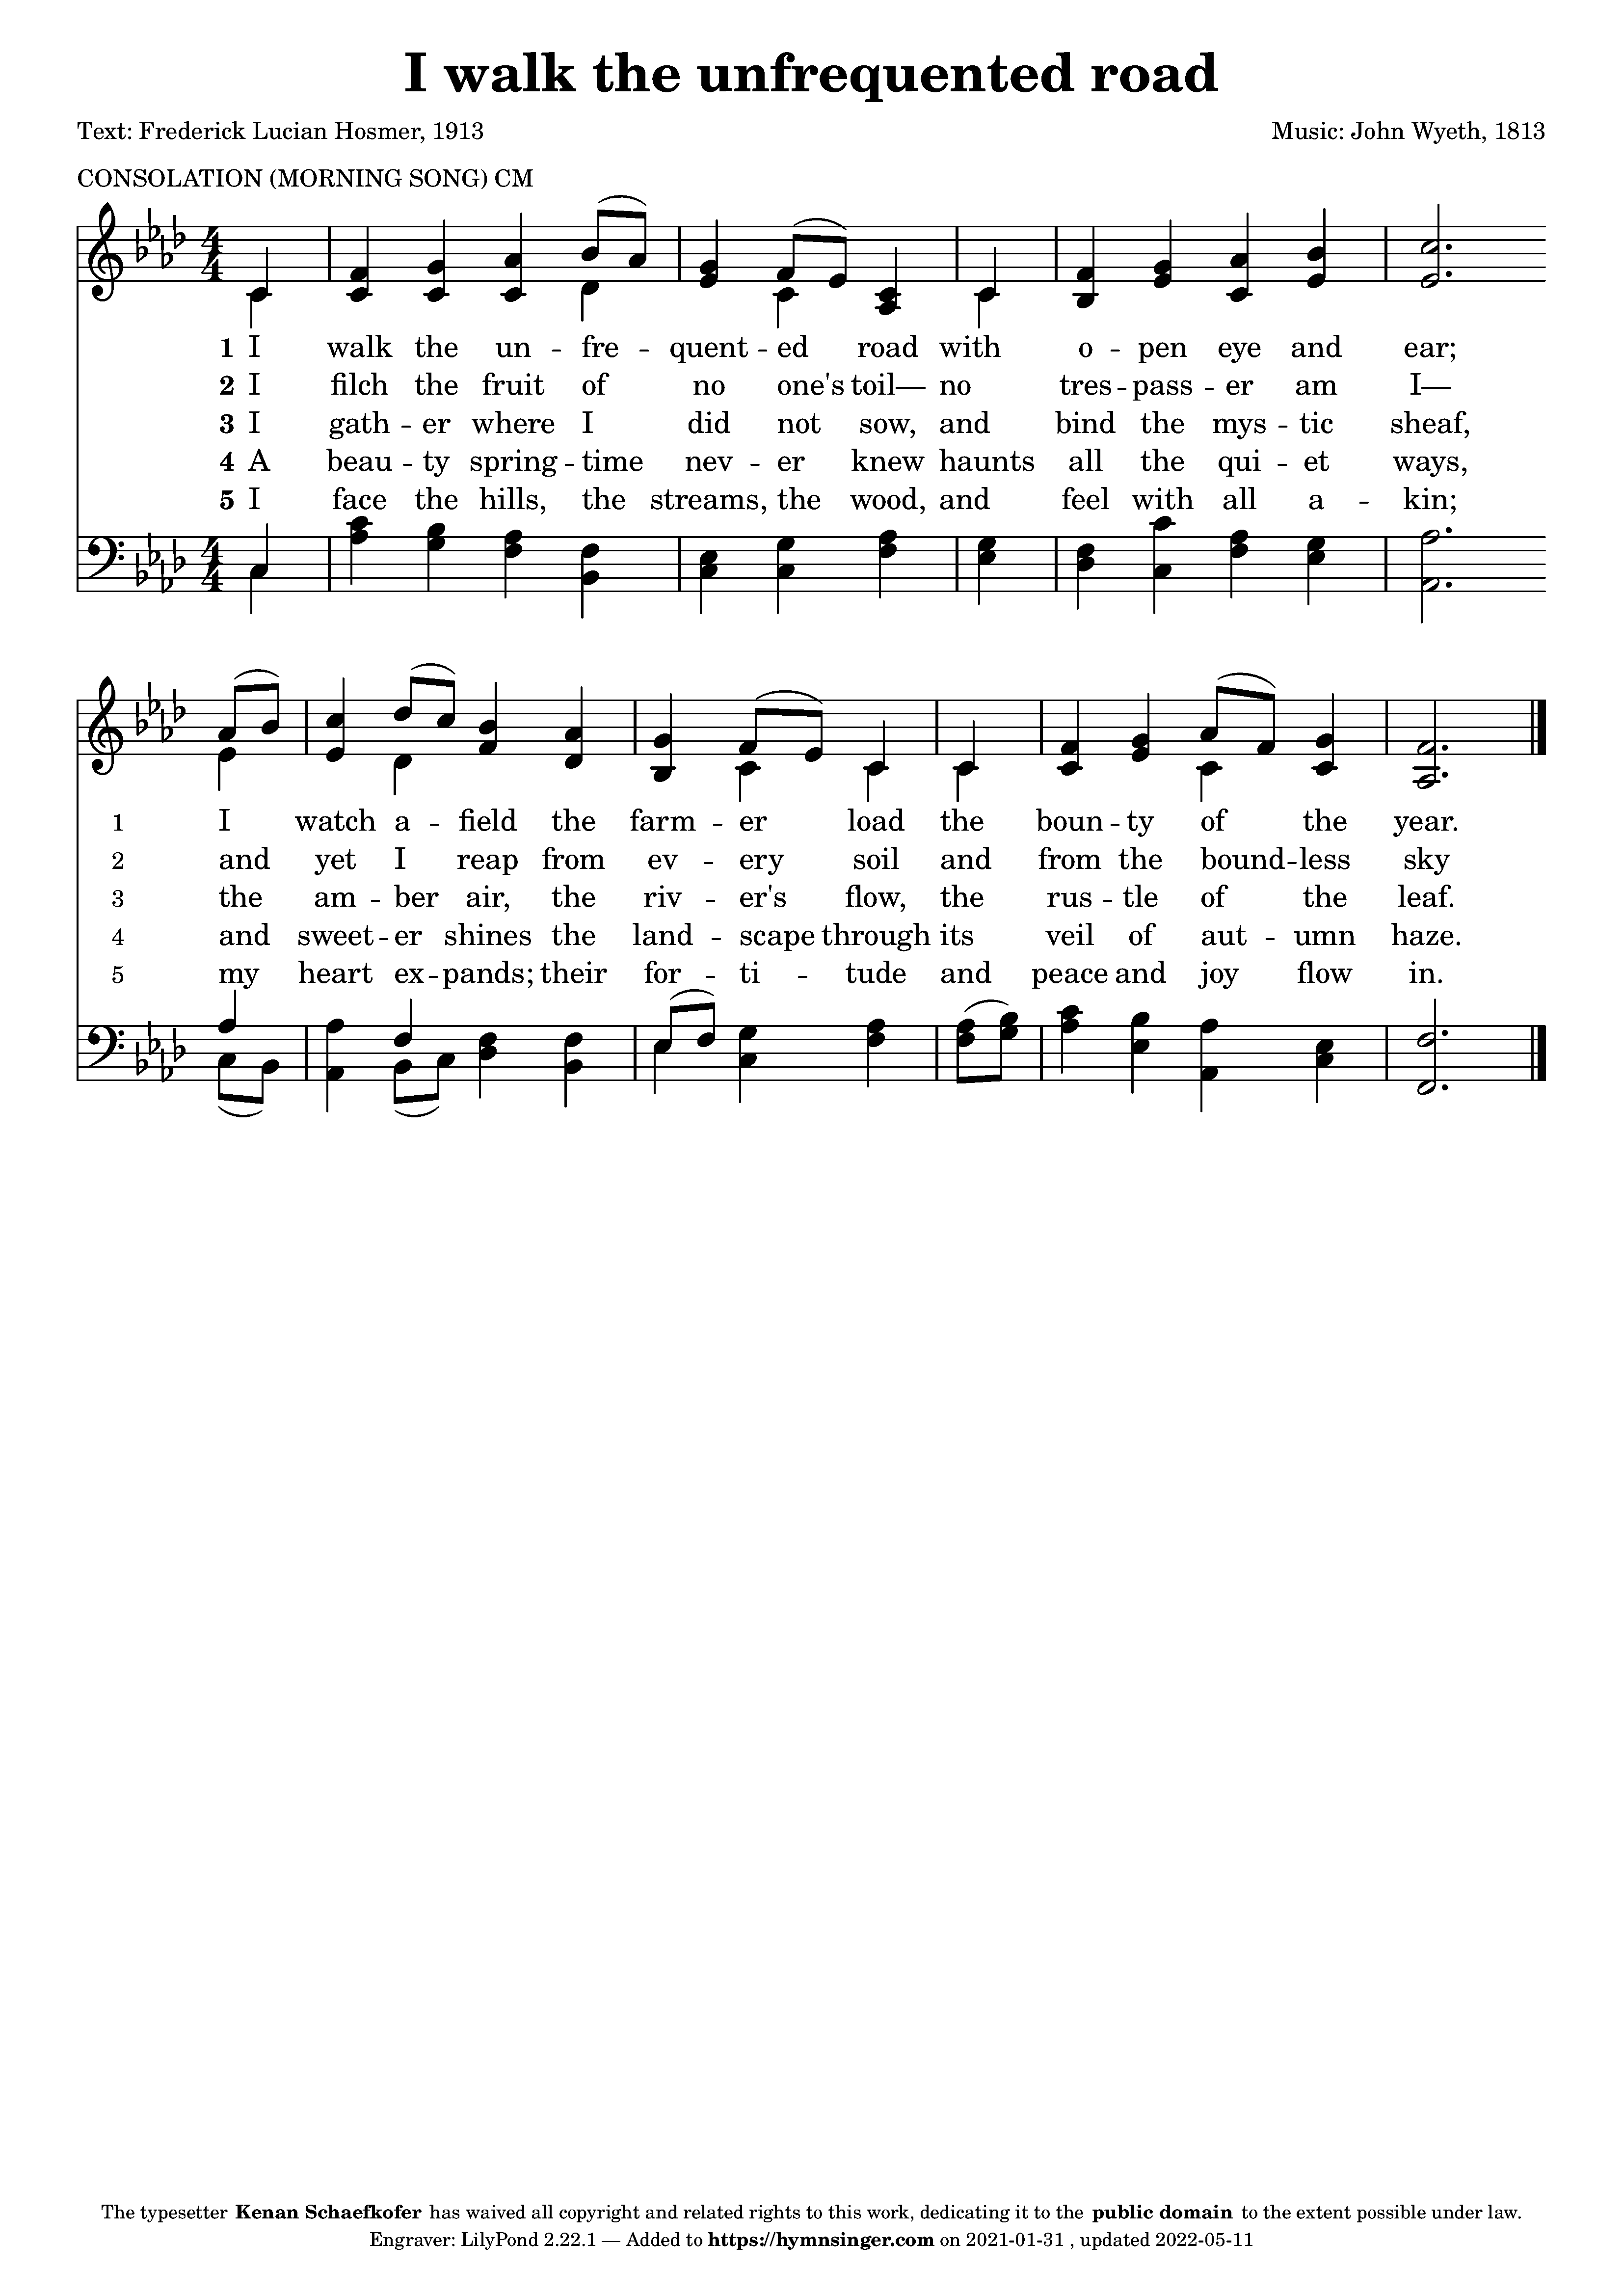 I walk the unfrequented road
Text: Frederick Lucian Hosmer, 1913
Music: John Wyeth, 1813
CONSOLATION (MORNING SONG) CM
1 I walk the un -- fre -- quent -- ed road with o -- pen eye and ear;
2 I filch the fruit of no one's toil— no tres -- pass -- er am I—
3 I gath -- er where I did not sow, and bind the mys -- tic sheaf,
4 A beau -- ty spring -- time nev -- er knew haunts all the qui -- et ways,
5 I face the hills, the streams, the wood, and feel with all a -- kin;
1 I watch a -- field the farm -- er load the boun -- ty of the year.
2 and yet I reap from ev -- ery soil and from the bound -- less sky
3 the am -- ber air, the riv -- er's flow, the rus -- tle of the leaf.
4 and sweet -- er shines the land -- scape through its veil of aut -- umn haze.
5 my heart ex -- pands; their for -- ti -- tude and peace and joy flow in.
The typesetter Kenan Schaefkofer has waived all copyright and related rights to this work, dedicating it to the public domain to the extent possible under law.
Engraver: LilyPond 2.22.1 — Added to https://hymnsinger.com on 2021-01-31 , updated 2022-05-11